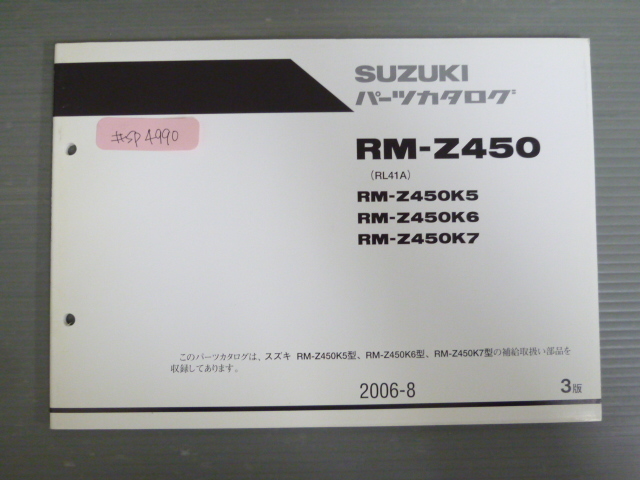 SUZUKI
パーツカタログ
#SP4990
RM-Z450
(RL41A)
RM-Z450K5
RM-Z450K6
RM-Z450K7
このパーツカタログは、スズキ RM-Z450K5型、RM-Z450K6型、RM-Z450K7型の補給取扱い部品を
収録してあります。
2006-8
3版